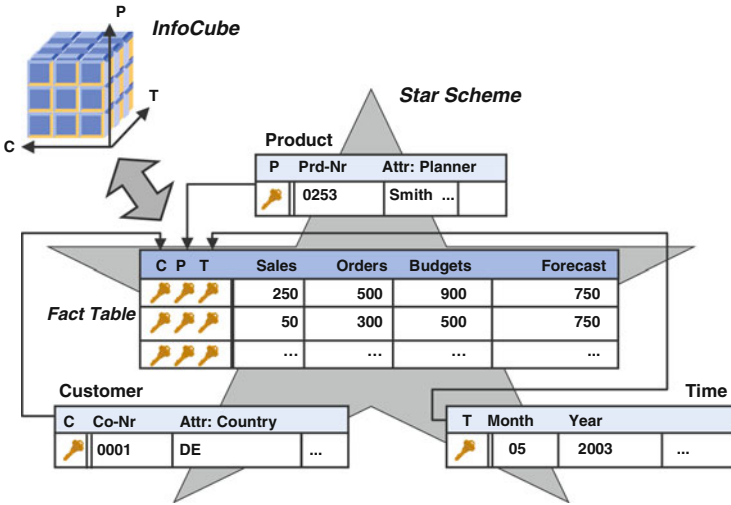 P
InfoCube
T
C
Star Scheme
Product
P Prd-Nr Attr: Planner
0253 Smith ...
C P T Sales Orders Budgets Forecast
250 500 900 750
Fact Table
50 300 500 750
... ... ... ...
Customer
Time
C Co-Nr Attr: Country
0001 DE ...
T Month Year
05 2003 ...